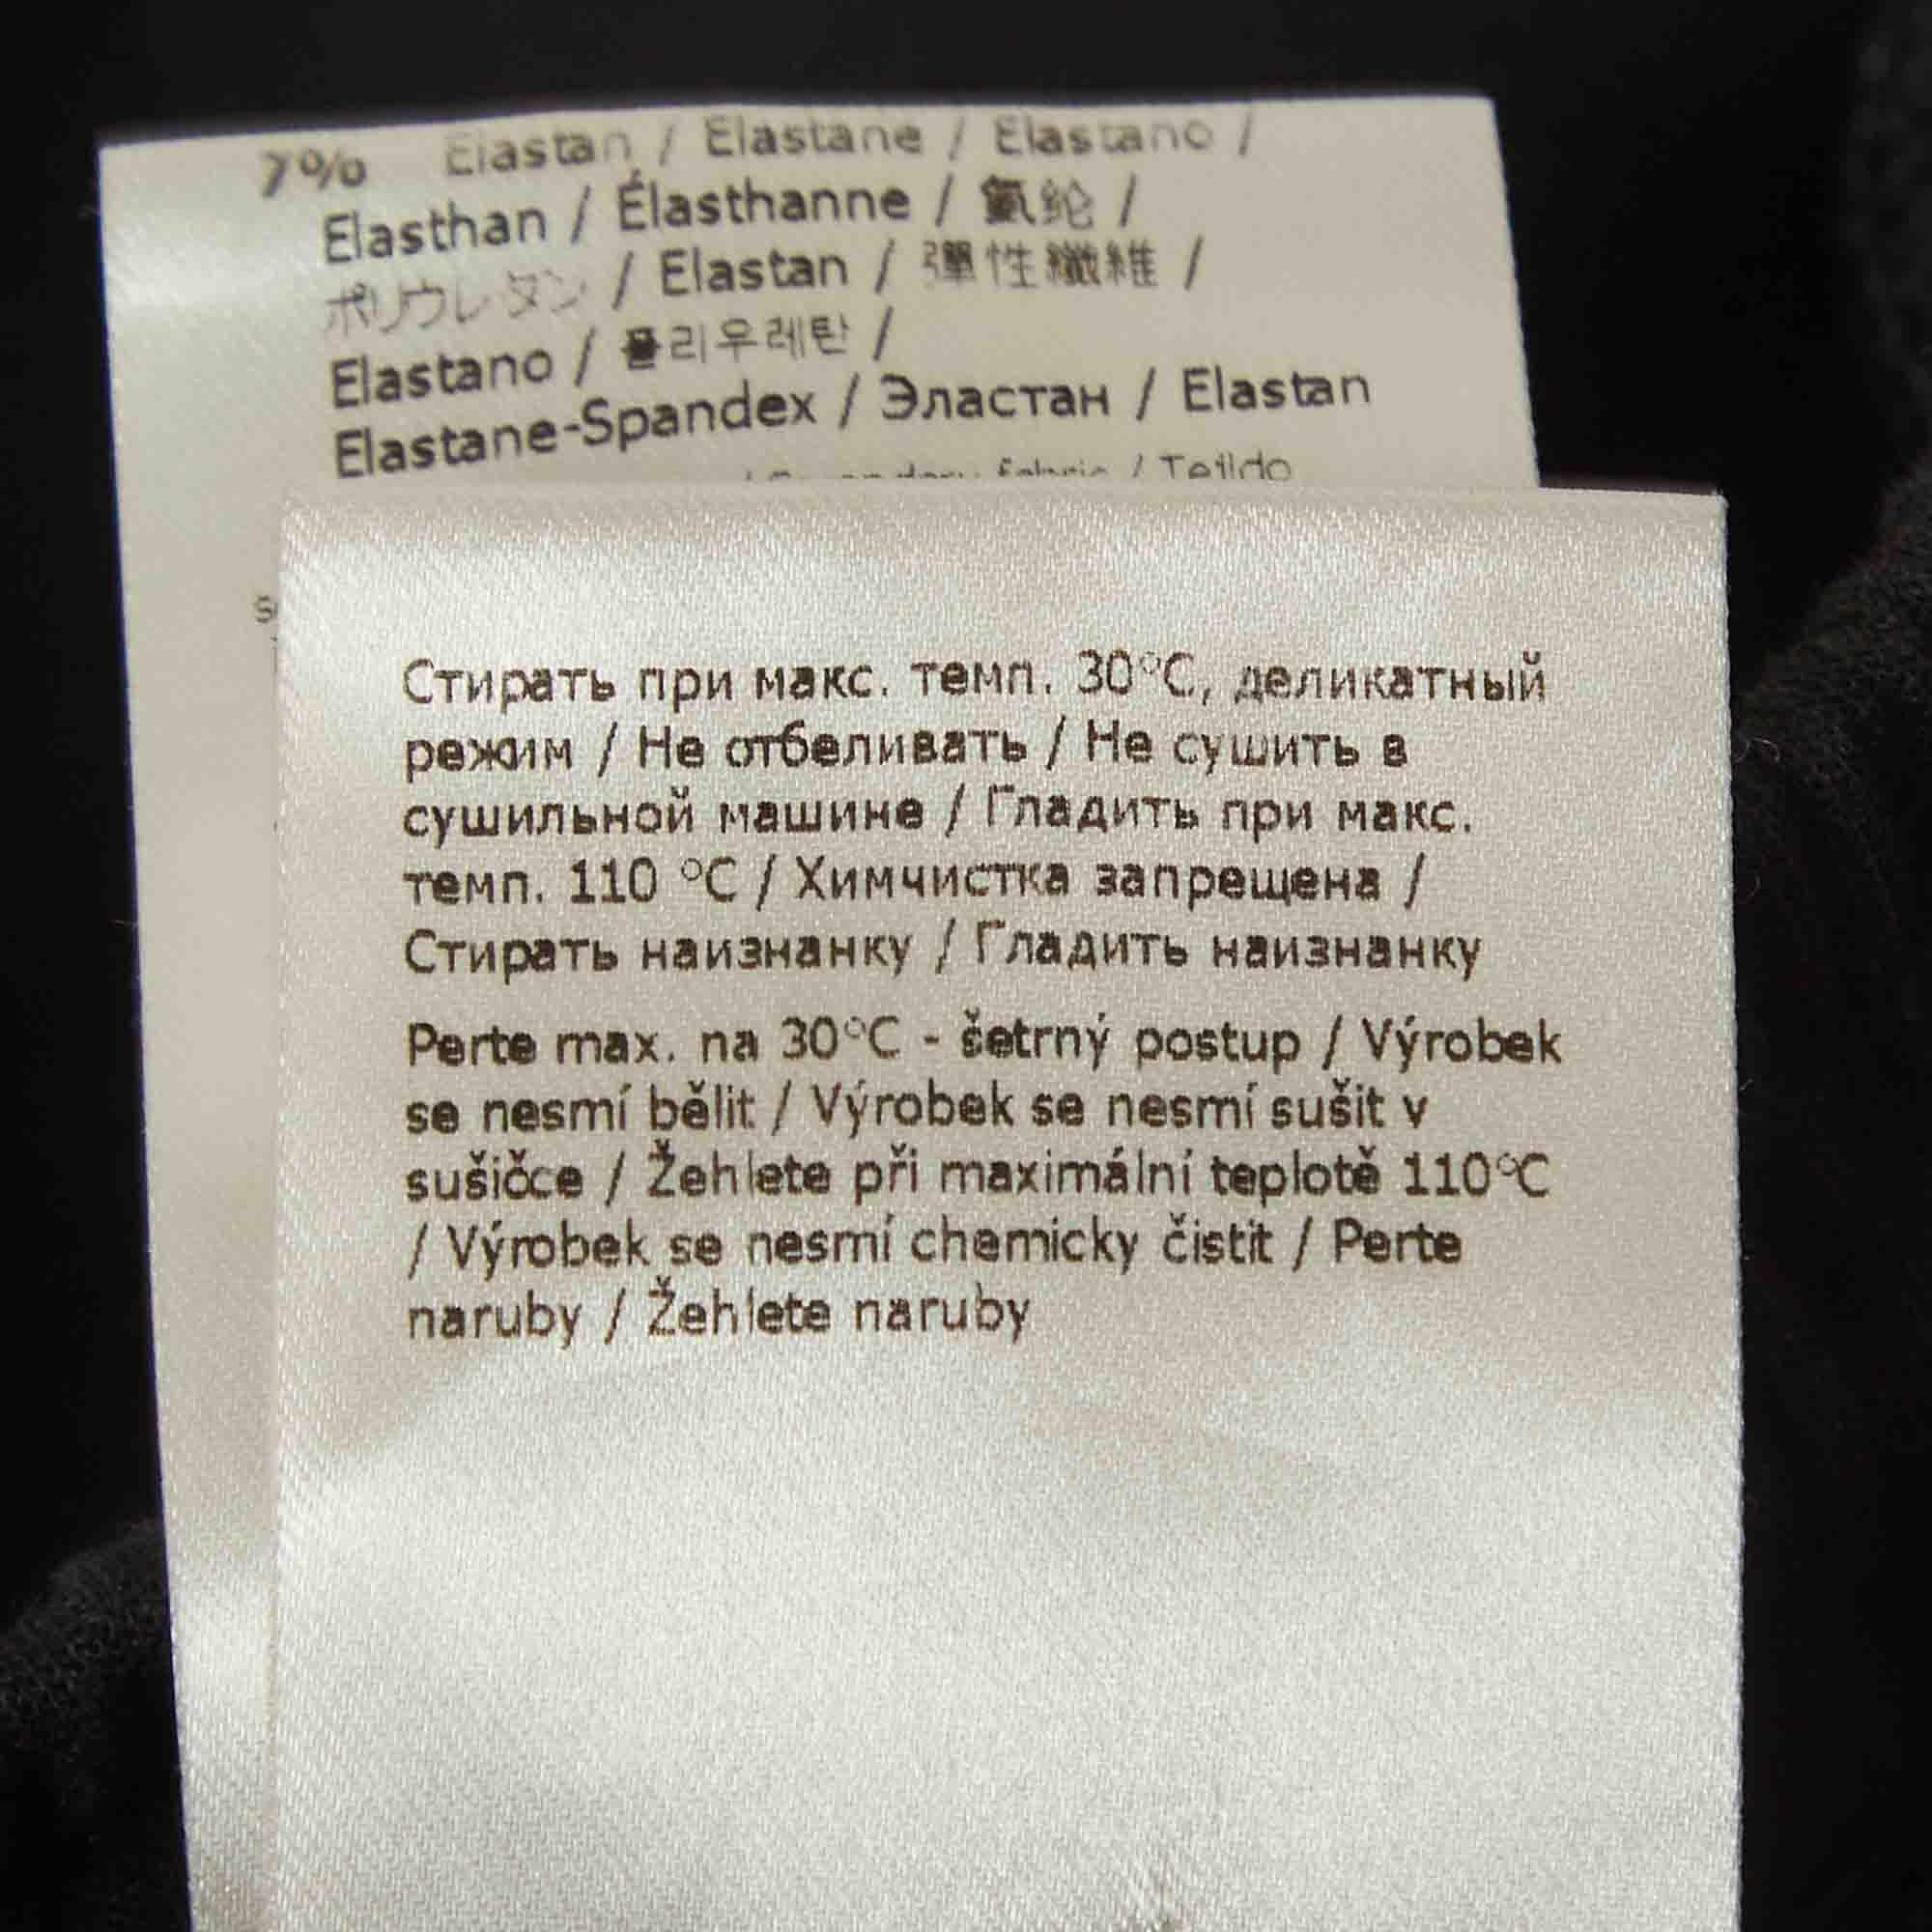 7% Elastan / Elastane / Elastano /
Elasthan / Élasthanne / 氨纶 /
ポリウレタン / Elastan / 彈性纖維 /
Elastano / 폴리우레탄 /
Elastane-Spandex / Эластан / Elastan
/ Secondary fabric / Tejido
Стирать при макс. темп. 30°C, деликатный
режим / Не отбеливать / Не сушить в
сушильной машине / Гладить при макс.
темп. 110 °C / Химчистка запрещена /
Стирать наизнанку / Гладить наизнанку
Perte max. na 30°C - šetrný postup / Výrobek
se nesmí bělit / Výrobek se nesmí sušit v
sušičce / Žehlete při maximální teplotě 110°C
/ Výrobek se nesmí chemicky čistit / Perte
naruby / Žehlete naruby